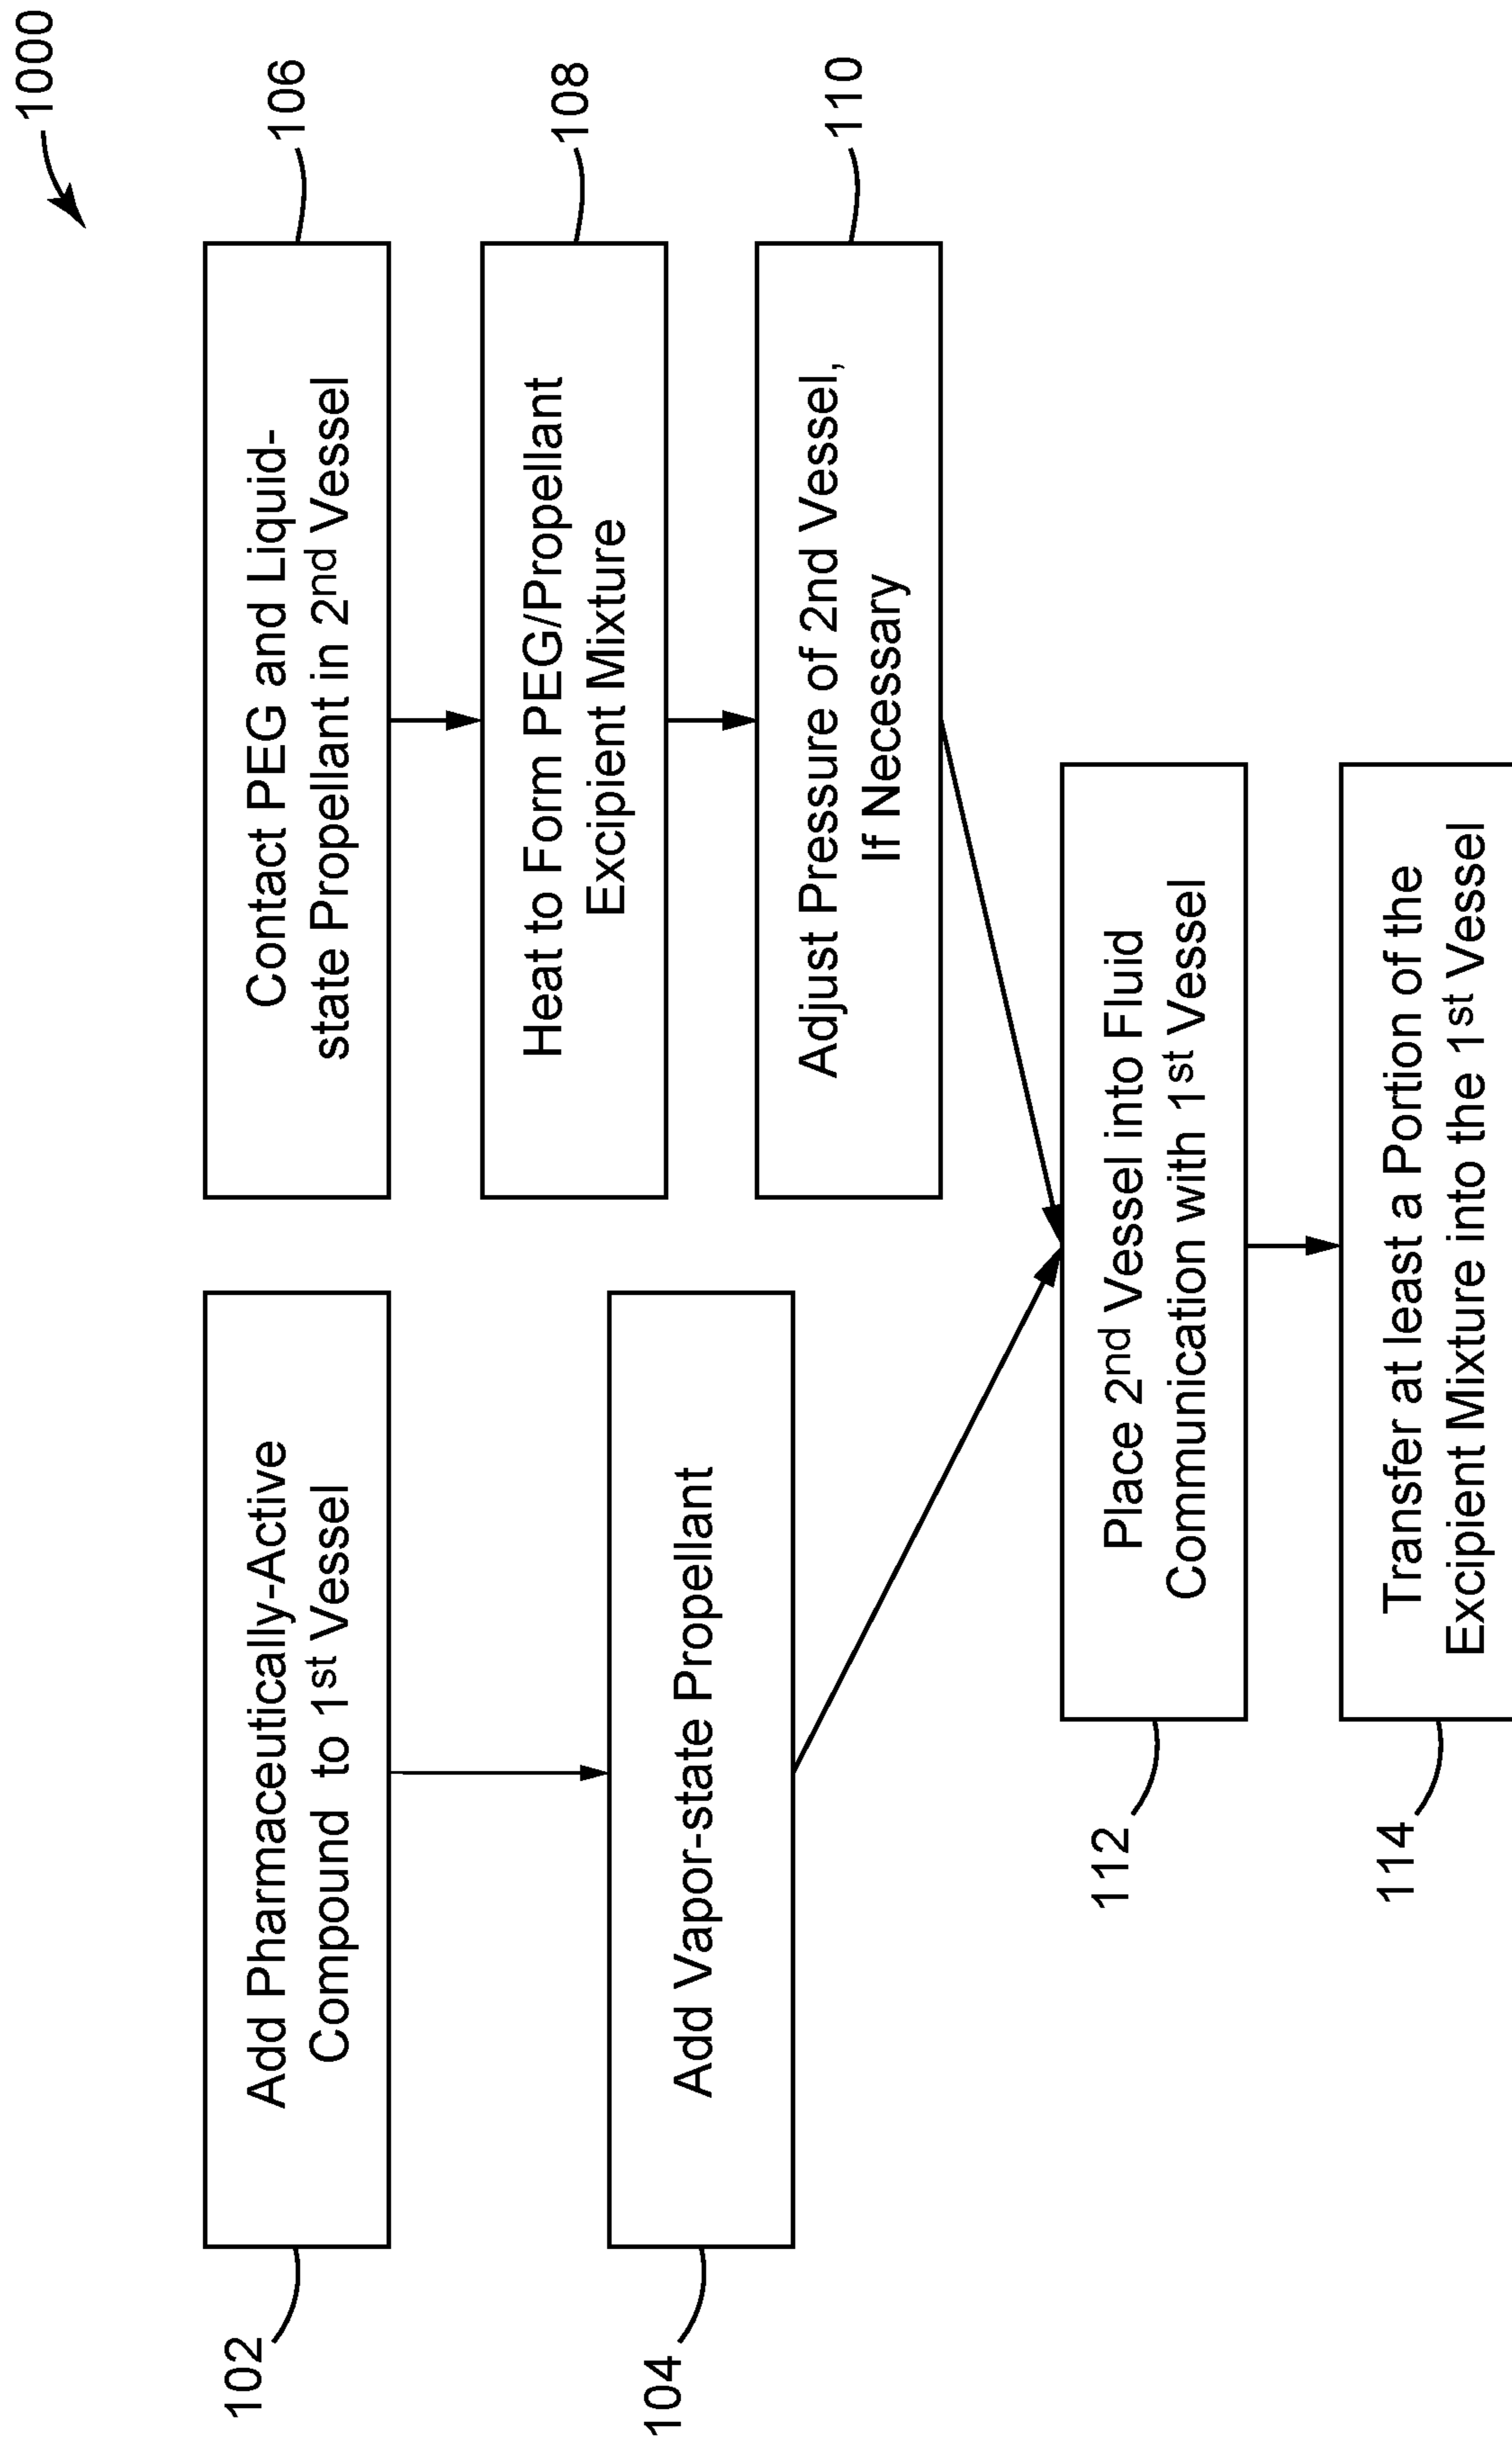 1000
Add Pharmaceutically-Active
Compound to 1st Vessel
102
Contact PEG and Liquid-
state Propellant in 2nd Vessel
106
Heat to Form PEG/Propellant
Excipient Mixture
108
Add Vapor-state Propellant
104
Adjust Pressure of 2nd Vessel,
If Necessary
110
Place 2nd Vessel into Fluid
Communication with 1st Vessel
112
Transfer at least a Portion of the
Excipient Mixture into the 1st Vessel
114